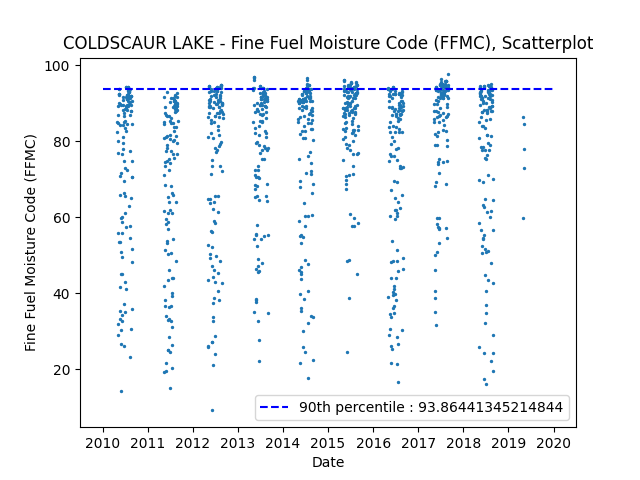 COLDSCAUR LAKE - Fine Fuel Moisture Code (FFMC), Scatterplot
Fine Fuel Moisture Code (FFMC)
100
80
60
40
20
90th percentile : 93.86441345214844
2010 2011 2012 2013 2014 2015 2016 2017 2018 2019 2020
Date